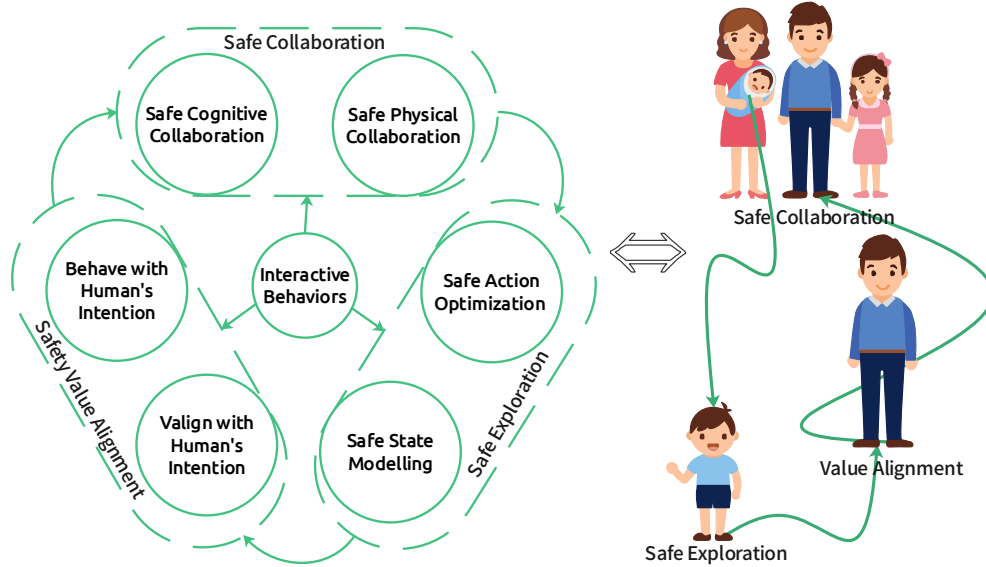 Safe Collaboration
Safe Cognitive
Collaboration
Safe Physical
Collaboration
Behave with
Human's
Intention
Interactive
Behaviors
Safe Action
Optimization
Safety Value Alignment
Valign with
Human's
Intention
Safe State
Modelling
Safe Exploration
Safe Collaboration
Value Alignment
Safe Exploration